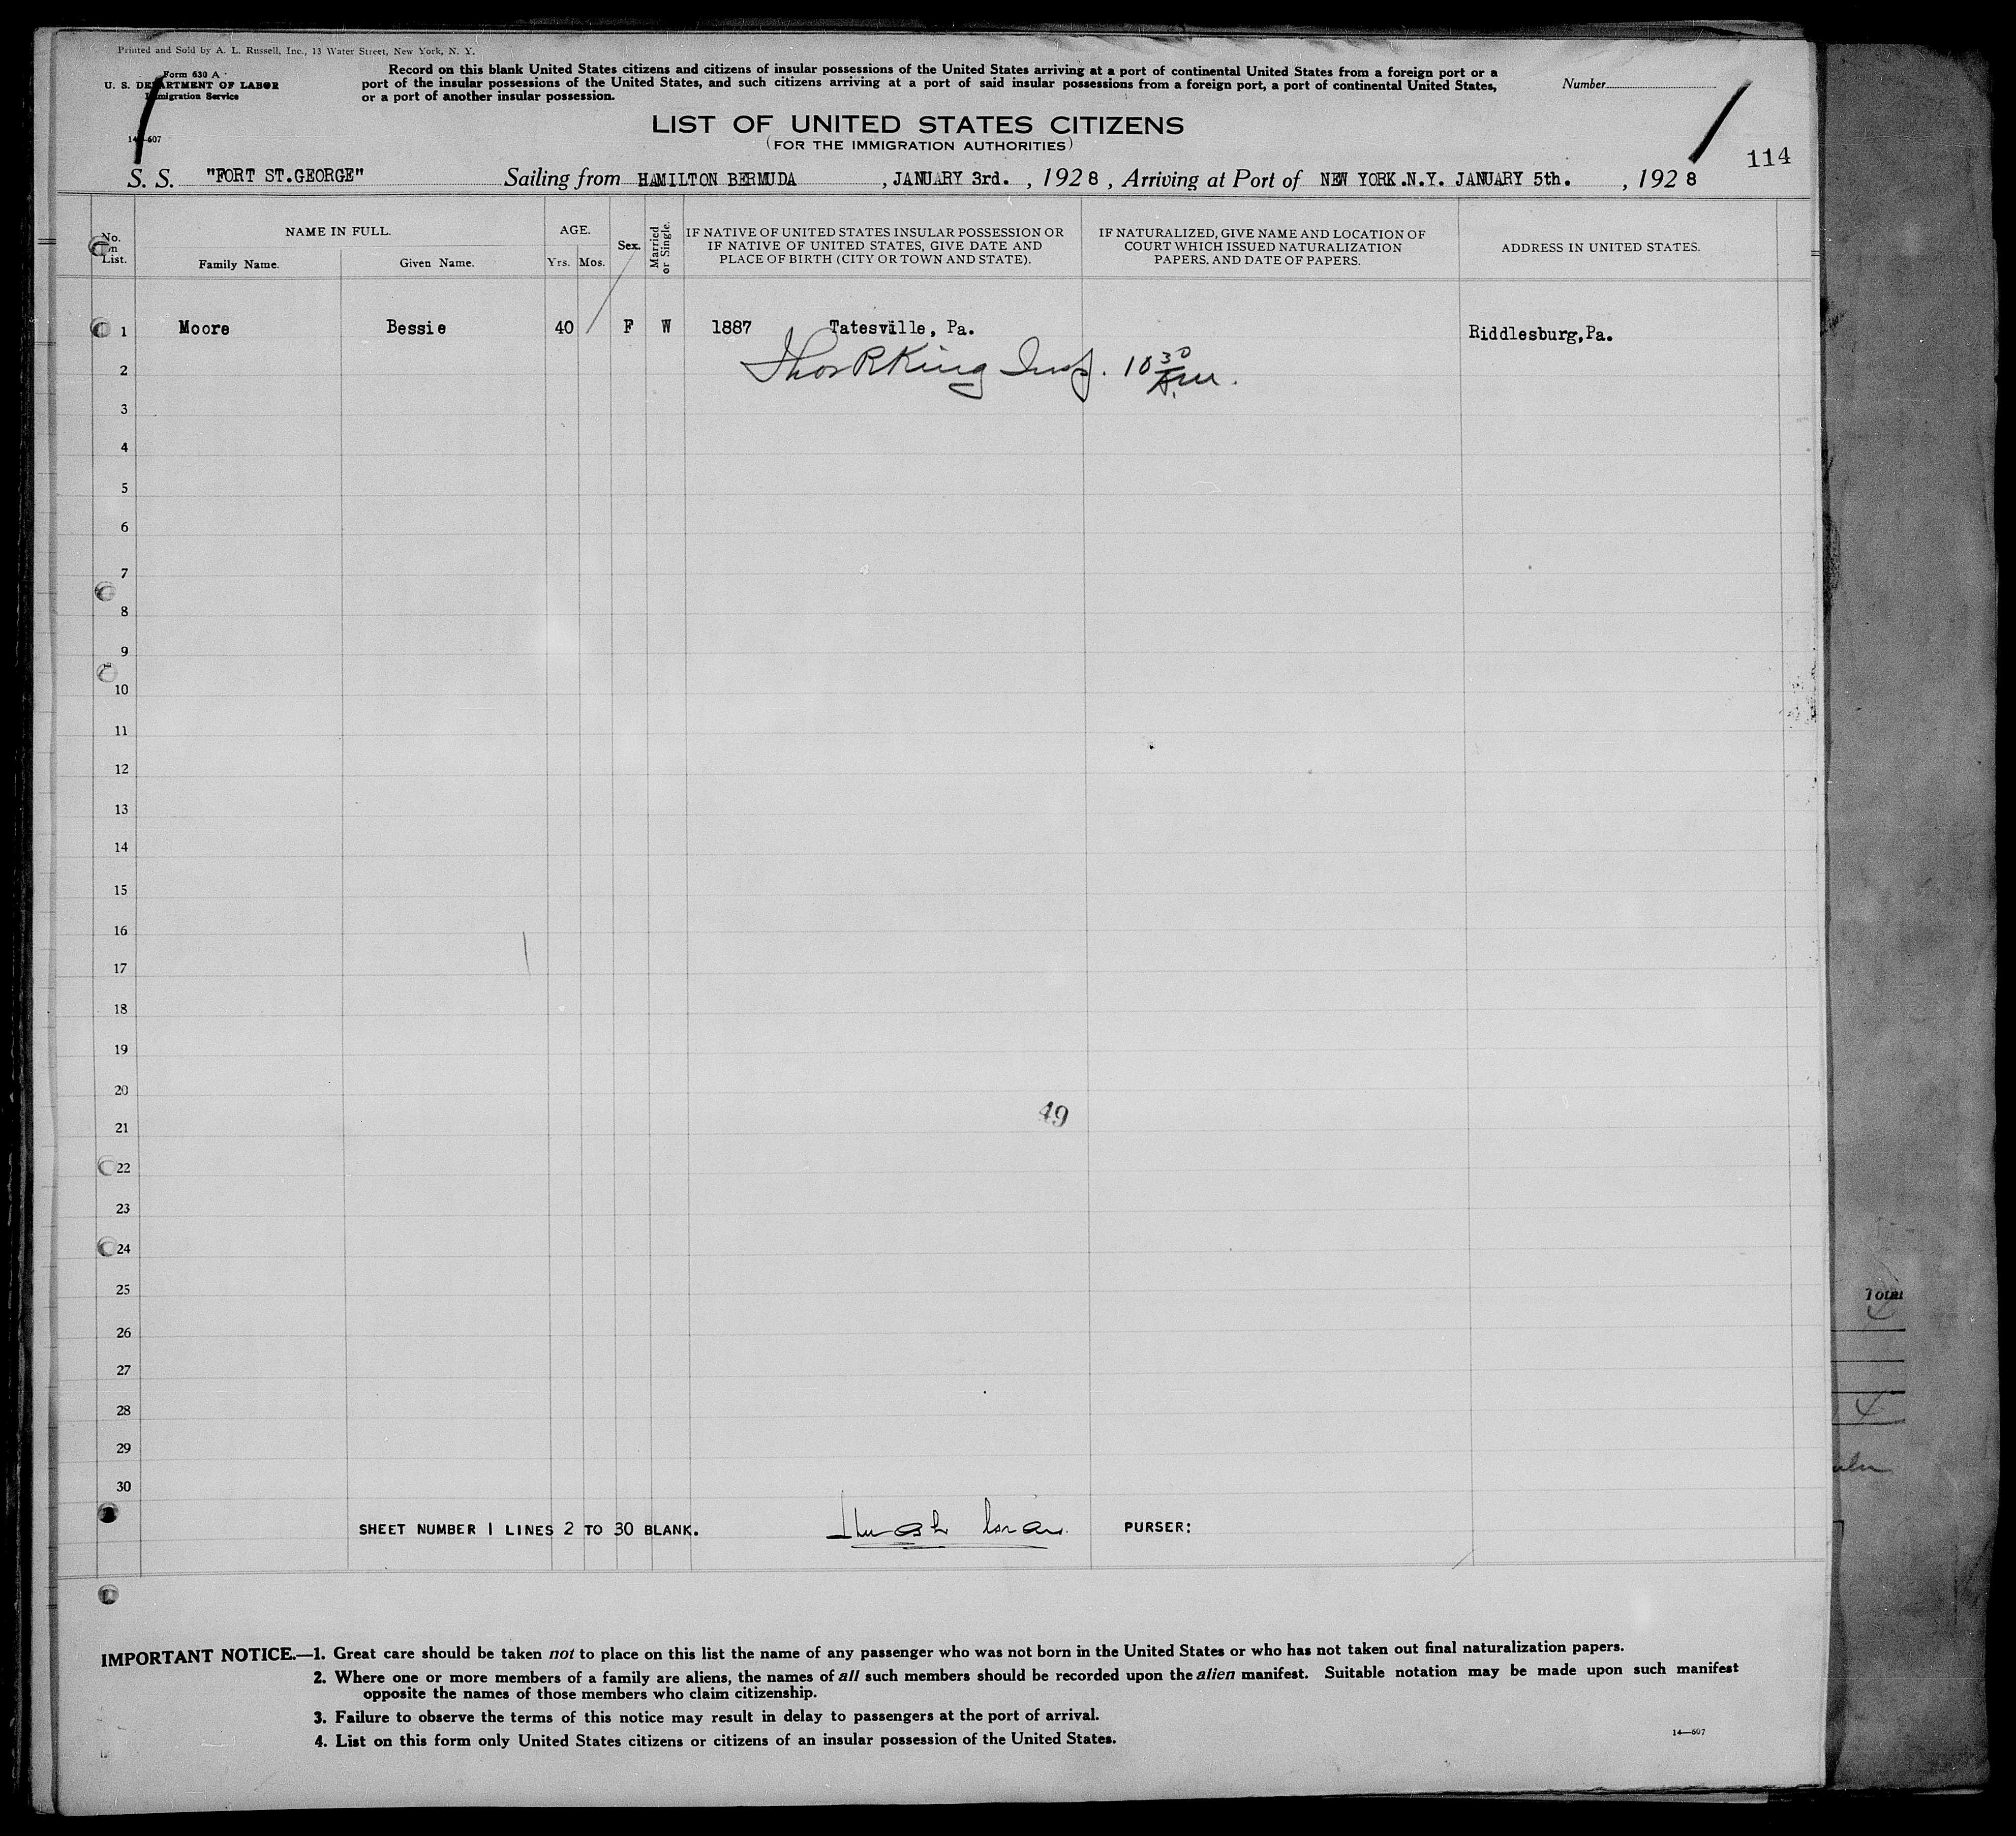 Printed and Sold by A. L. Russell, Inc., 13 Water Street, New York, N. Y.
Form 630 A
U. S. DEPARTMENT OF LABOR
Immigration Service
14—607
Record on this blank United States citizens and citizens of insular possessions of the United States arriving at a port of continental United States from a foreign port or a
port of the insular possessions of the United States, and such citizens arriving at a port of said insular possessions from a foreign port, a port of continental United States,
or a port of another insular possession.
Number
LIST OF UNITED STATES CITIZENS
(FOR THE IMMIGRATION AUTHORITIES)
114
S. S. "FORT ST.GEORGE" Sailing from HAMILTON BERMUDA , JANUARY 3rd. , 1928 , Arriving at Port of NEW YORK.N.Y. JANUARY 5th. , 1928
No. on List.
NAME IN FULL.
Family Name. Given Name.
AGE.
Yrs. Mos.
Sex.
Married or Single.
IF NATIVE OF UNITED STATES INSULAR POSSESSION OR
IF NATIVE OF UNITED STATES, GIVE DATE AND
PLACE OF BIRTH (CITY OR TOWN AND STATE).
IF NATURALIZED, GIVE NAME AND LOCATION OF
COURT WHICH ISSUED NATURALIZATION
PAPERS, AND DATE OF PAPERS.
ADDRESS IN UNITED STATES.
1 Moore Bessie 40 F W 1887 Tatesville, Pa. Riddlesburg,Pa.
2 Thos R King Insp. 10 30 A.M.
3
4
5
6
7
8
9
10
11
12
13
14
15
16
17
18
19
20
49
21
22
23
24
25
Total
26
27
28
4
29
30
SHEET NUMBER 1 LINES 2 TO 30 BLANK. PURSER:
IMPORTANT NOTICE.—1. Great care should be taken not to place on this list the name of any passenger who was not born in the United States or who has not taken out final naturalization papers.
2. Where one or more members of a family are aliens, the names of all such members should be recorded upon the alien manifest. Suitable notation may be made upon such manifest
opposite the names of those members who claim citizenship.
3. Failure to observe the terms of this notice may result in delay to passengers at the port of arrival.
4. List on this form only United States citizens or citizens of an insular possession of the United States.
14—607